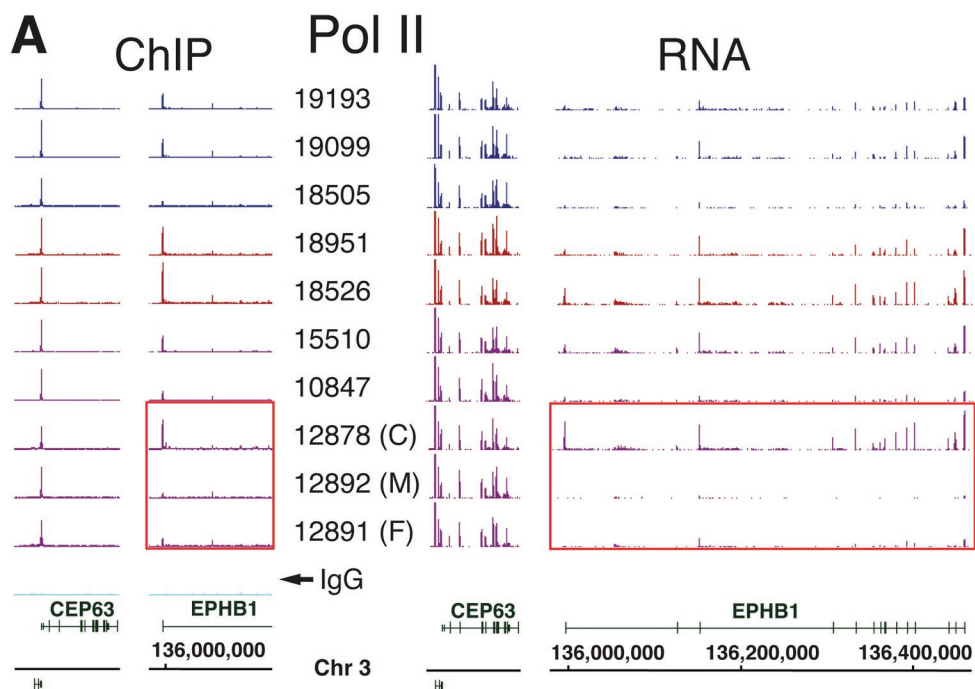 A
ChIP Pol II RNA
19193
19099
18505
18951
18526
15510
10847
12878 (C)
12892 (M)
12891 (F)
IgG
CEP63 EPHB1 CEP63 EPHB1
136,000,000 Chr 3 136,000,000 136,200,000 136,400,000